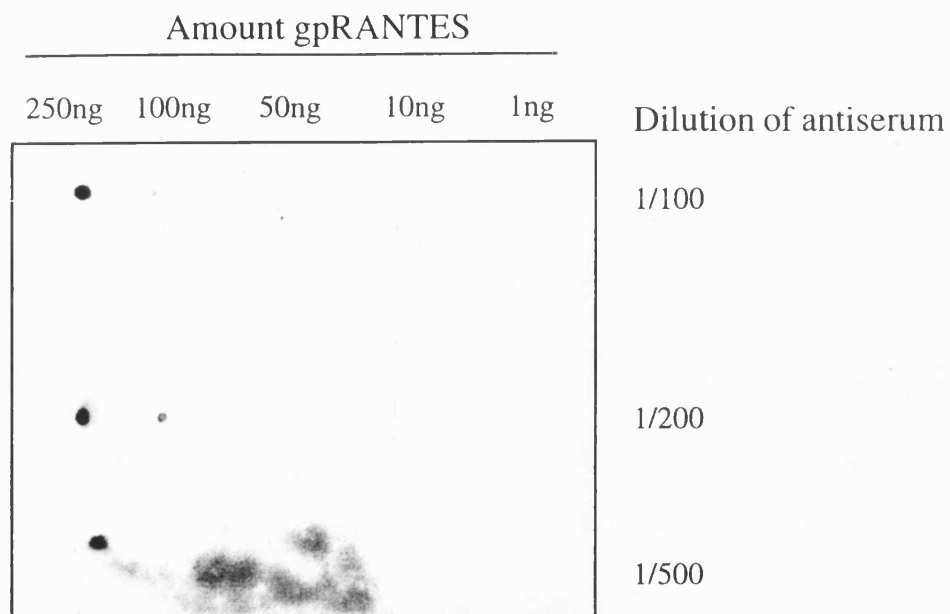 Amount gpRANTES
250ng 100ng 50ng 10ng 1ng
Dilution of antiserum
1/100
1/200
1/500